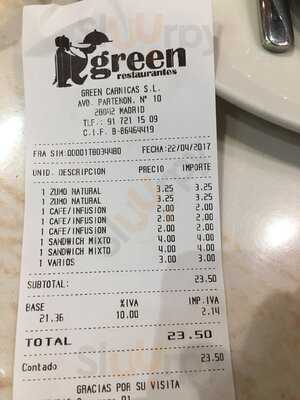 green
restaurantes
GREEN CARNICAS S.L.
AVD. PARTENON, Nº 10
28042 MADRID
TLF.: 91 721 15 09
C.I.F. B-86464419
FRA SIM:00001T8034480 FECHA:22/04/2017
UNID. DESCRIPCION PRECIO IMPORTE
1 ZUMO NATURAL 3.25 3.25
1 ZUMO NATURAL 3.25 3.25
1 CAFE/INFUSION 2.00 2.00
1 CAFE/INFUSION 2.00 2.00
1 CAFE/INFUSION 2.00 2.00
1 SANDWICH MIXTO 4.00 4.00
1 SANDWICH MIXTO 4.00 4.00
1 VARIOS 3.00 3.00
SUBTOTAL: 23.50
BASE %IVA IMP.IVA
21.36 10.00 2.14
TOTAL 23.50
Contado 23.50
GRACIAS POR SU VISITA